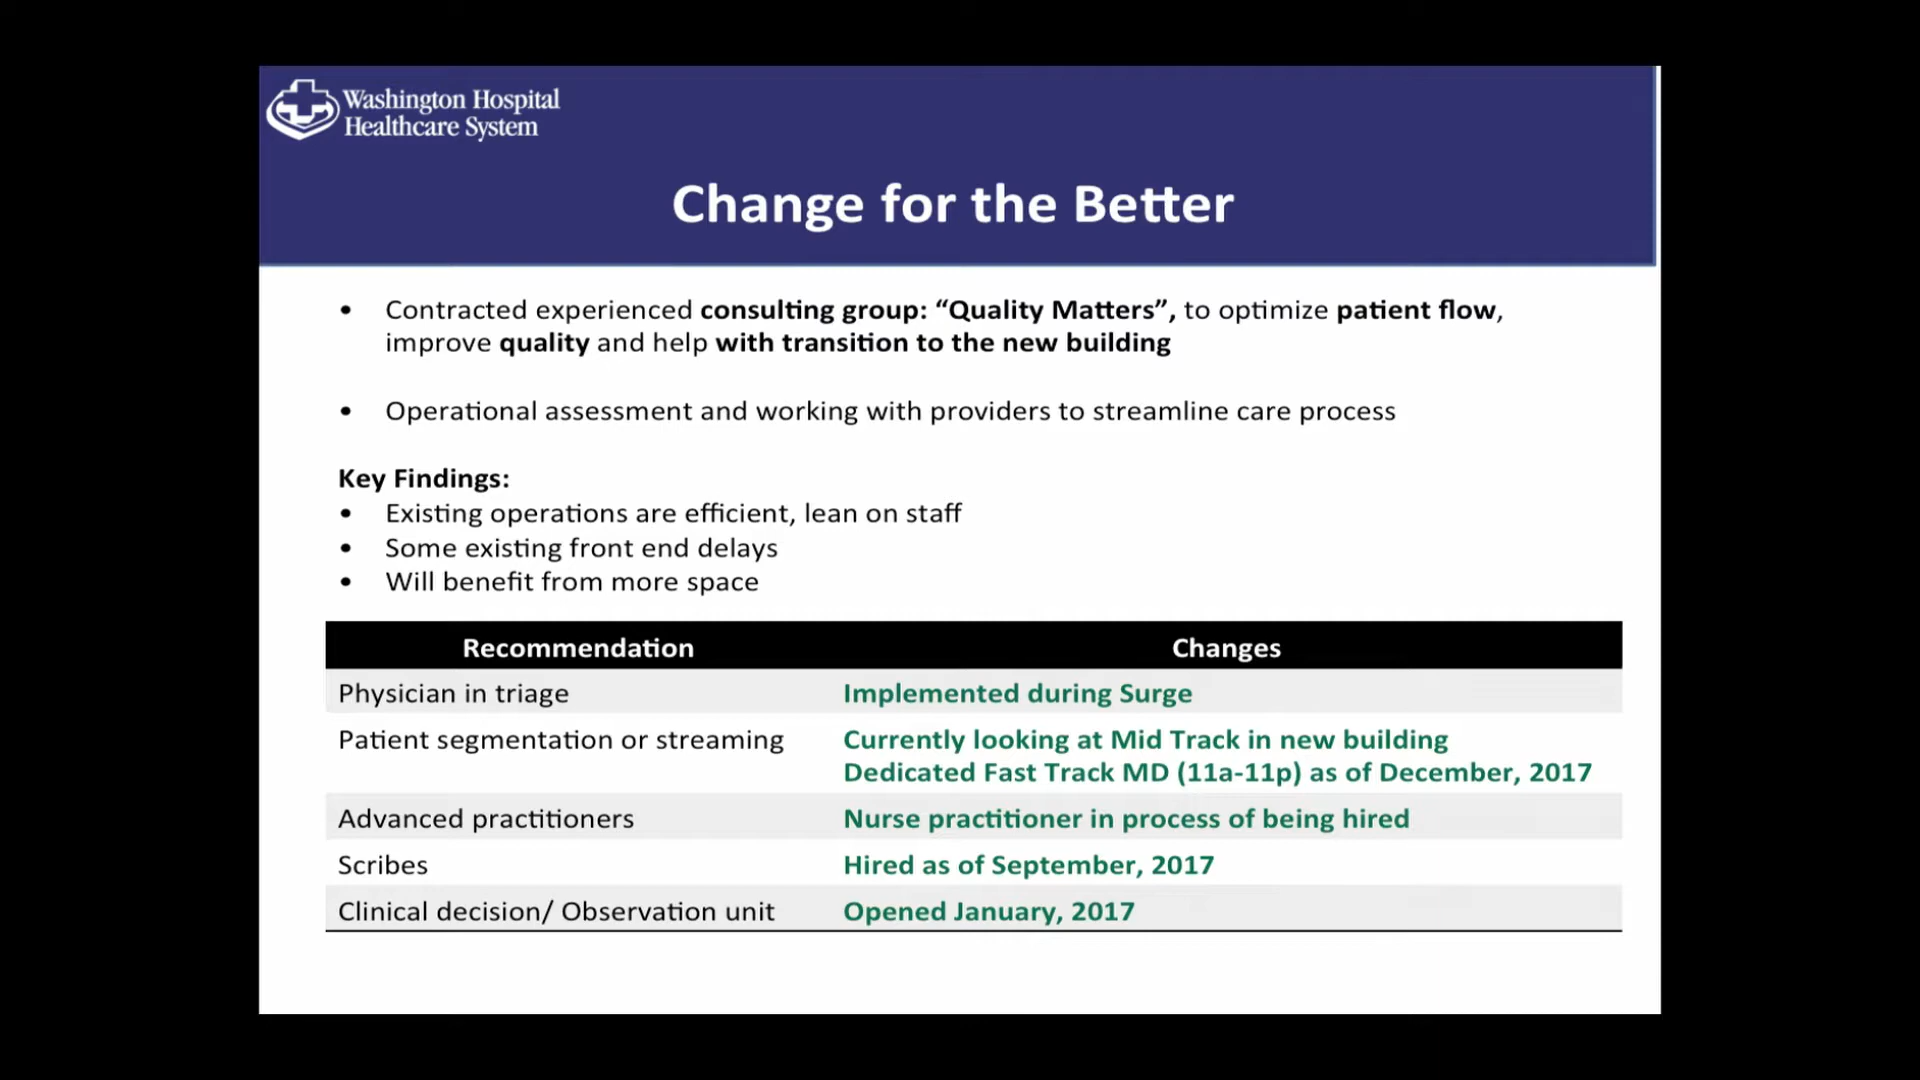 Washington Hospital
Healthcare System
Change for the Better
• Contracted experienced consulting group: “Quality Matters”, to optimize patient flow,
improve quality and help with transition to the new building
• Operational assessment and working with providers to streamline care process
Key Findings:
• Existing operations are efficient, lean on staff
• Some existing front end delays
• Will benefit from more space
Recommendation Changes
Physician in triage Implemented during Surge
Patient segmentation or streaming Currently looking at Mid Track in new building
Dedicated Fast Track MD (11a-11p) as of December, 2017
Advanced practitioners Nurse practitioner in process of being hired
Scribes Hired as of September, 2017
Clinical decision/ Observation unit Opened January, 2017